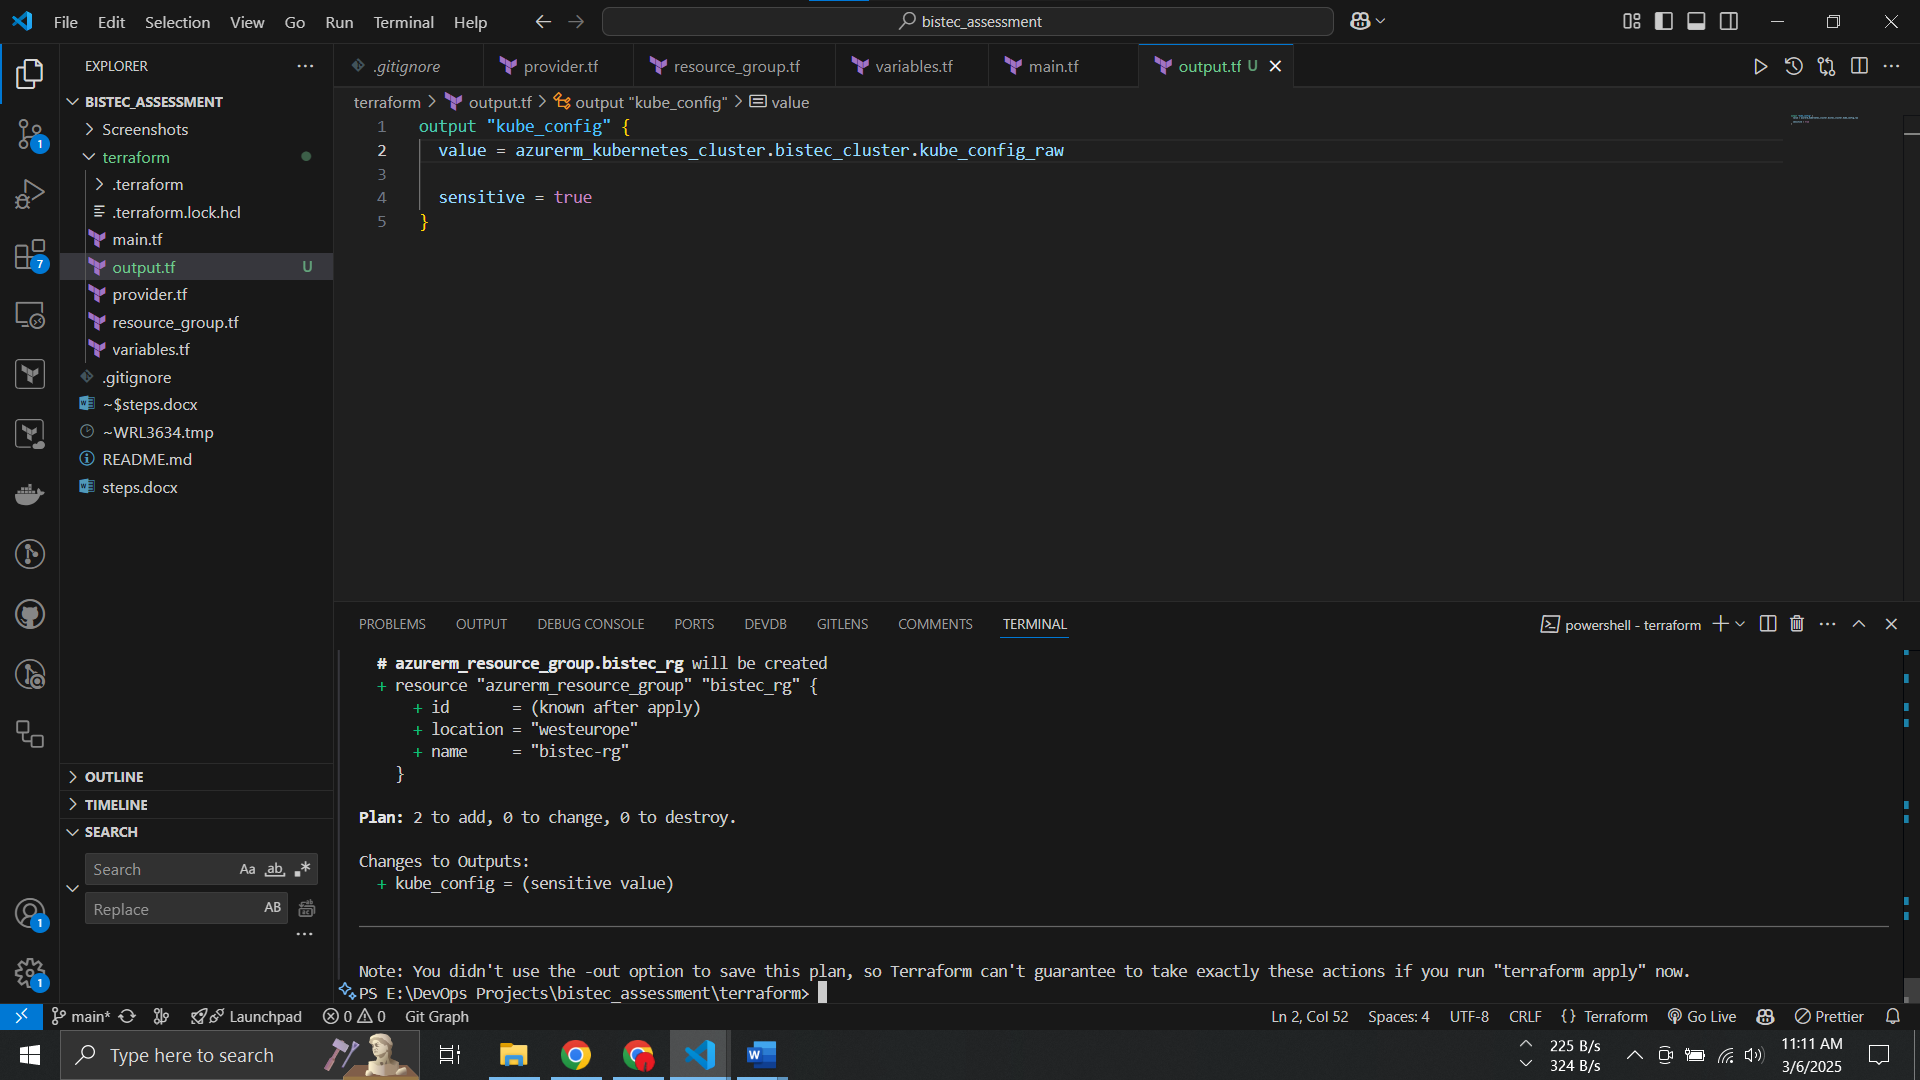 File Edit Selection View Go Run Terminal Help
bistec_assessment
EXPLORER
BISTEC_ASSESSMENT
Screenshots
terraform
.terraform
.terraform.lock.hcl
main.tf
output.tf U
provider.tf
resource_group.tf
variables.tf
.gitignore
~$steps.docx
~WRL3634.tmp
README.md
steps.docx
OUTLINE
TIMELINE
SEARCH
Search Aa ab
Replace AB
1
7
1
1
.gitignore provider.tf resource_group.tf variables.tf main.tf output.tf U
terraform > output.tf > output "kube_config" > value
1 output "kube_config" {
2 value = azurerm_kubernetes_cluster.bistec_cluster.kube_config_raw
3
4 sensitive = true
5 }
PROBLEMS OUTPUT DEBUG CONSOLE PORTS DEVDB GITLENS COMMENTS TERMINAL
powershell - terraform
# azurerm_resource_group.bistec_rg will be created
+ resource "azurerm_resource_group" "bistec_rg" {
+ id = (known after apply)
+ location = "westeurope"
+ name = "bistec-rg"
}
Plan: 2 to add, 0 to change, 0 to destroy.
Changes to Outputs:
+ kube_config = (sensitive value)
Note: You didn't use the -out option to save this plan, so Terraform can't guarantee to take exactly these actions if you run "terraform apply" now.
PS E:\DevOps Projects\bistec_assessment\terraform>
main* Launchpad 0 0 Git Graph Ln 2, Col 52 Spaces: 4 UTF-8 CRLF {} Terraform Go Live Prettier
Type here to search
225 B/s
324 B/s
11:11 AM
3/6/2025